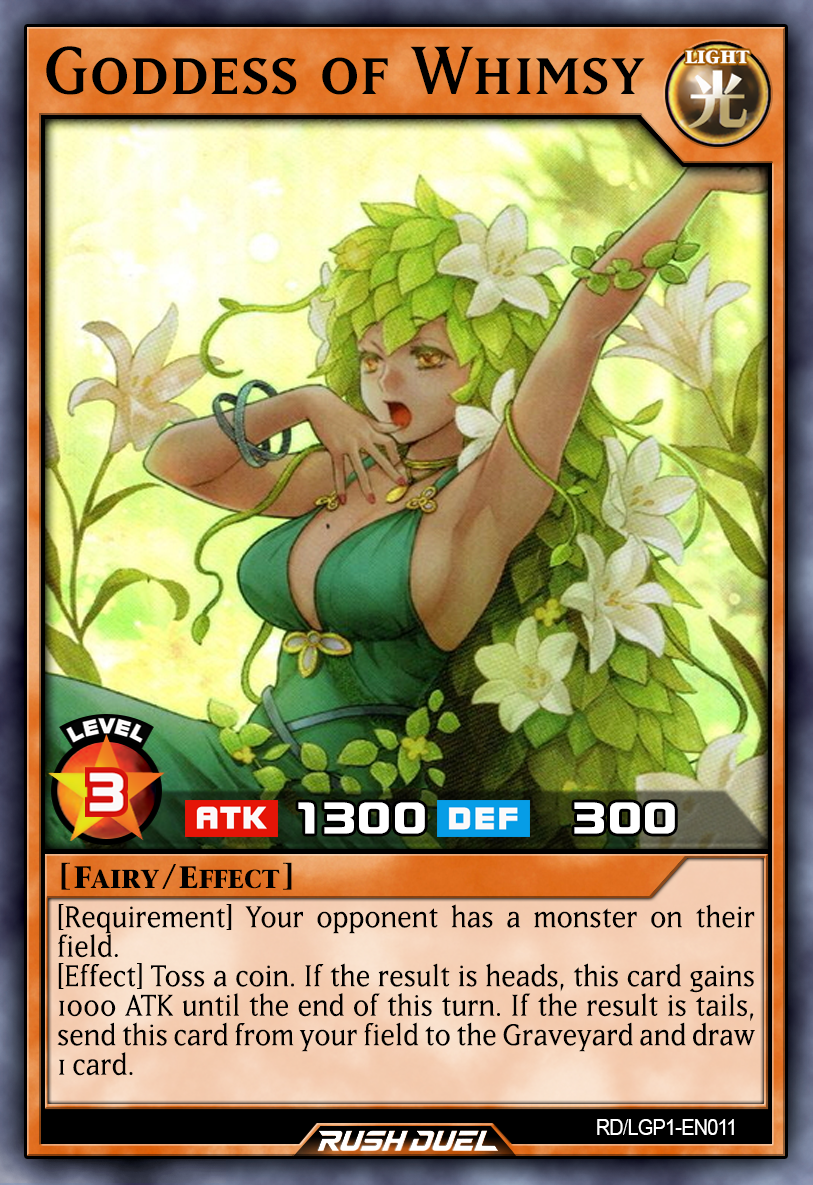 Goddess of Whimsy
LIGHT
光
LEVEL
3
ATK 1300 DEF 300
[Fairy/Effect]
[Requirement] Your opponent has a monster on their
field.
[Effect] Toss a coin. If the result is heads, this card gains
1000 ATK until the end of this turn. If the result is tails,
send this card from your field to the Graveyard and draw
1 card.
RUSH DUEL
RD/LGP1-EN011